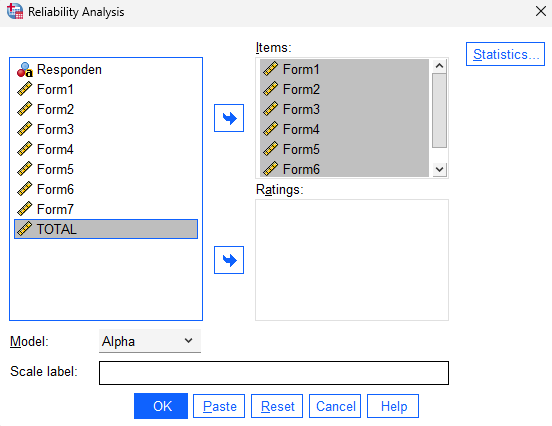 Reliability Analysis
Items:
Statistics...
Responden
Form1
Form2
Form3
Form4
Form5
Form6
Form7
TOTAL
Form1
Form2
Form3
Form4
Form5
Form6
Ratings:
Model:
Alpha
Scale label:
OK
Paste
Reset
Cancel
Help